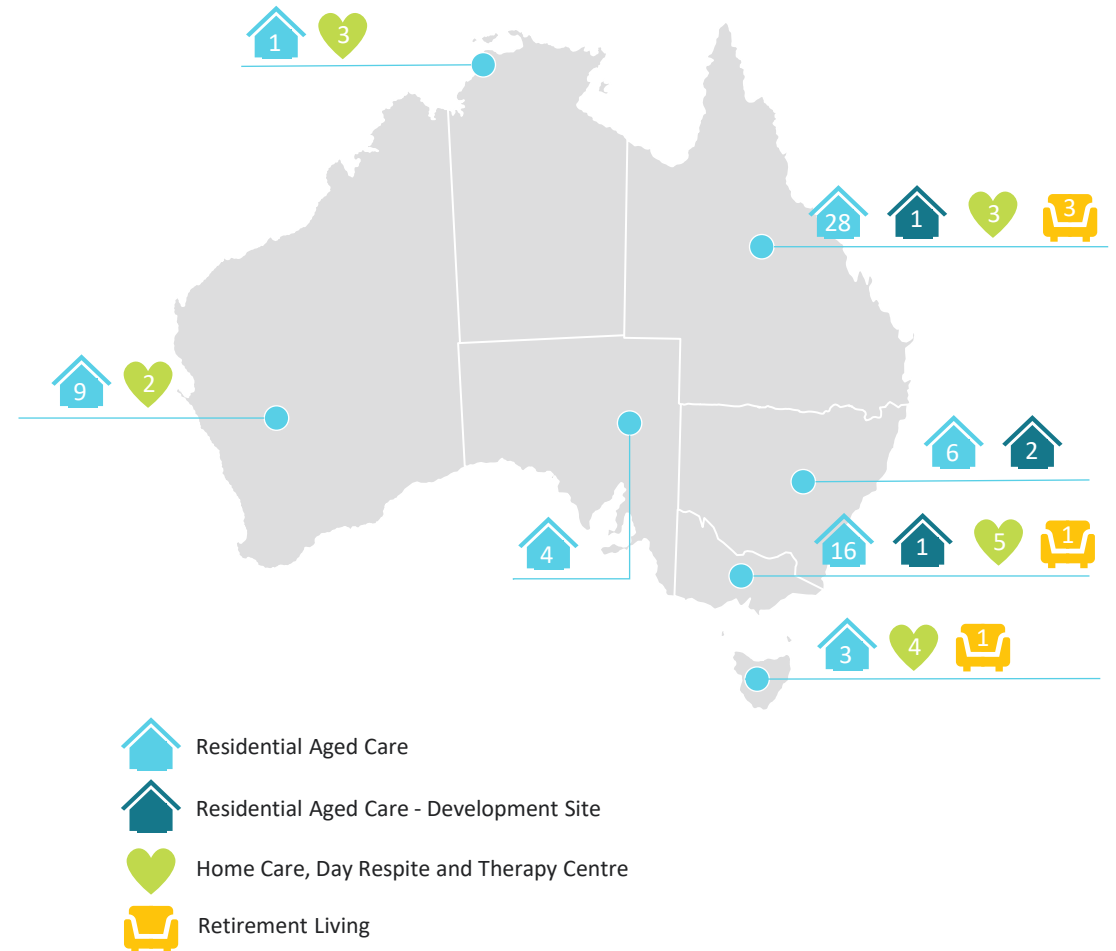 1 3
28 1 3 3
9 2
6 2
4
16 1 5 1
3 4 1
Residential Aged Care
Residential Aged Care - Development Site
Home Care, Day Respite and Therapy Centre
Retirement Living